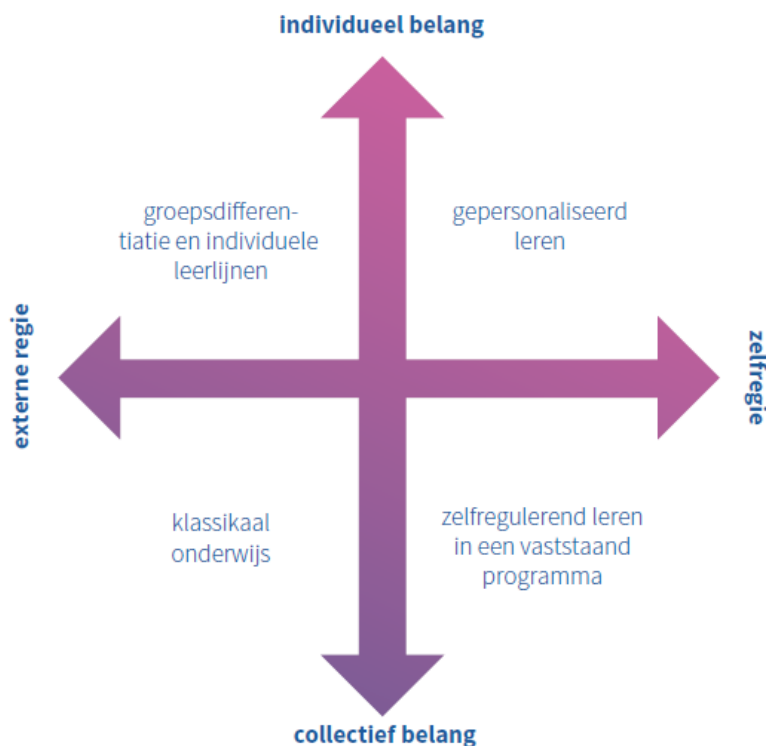 individueel belang
groepsdifferen-
tiatie en individuele
leerlijnen
gepersonaliseerd
leren
externe regie
zelfregie
klassikaal
onderwijs
zelfregulerend leren
in een vaststaand
programma
collectief belang